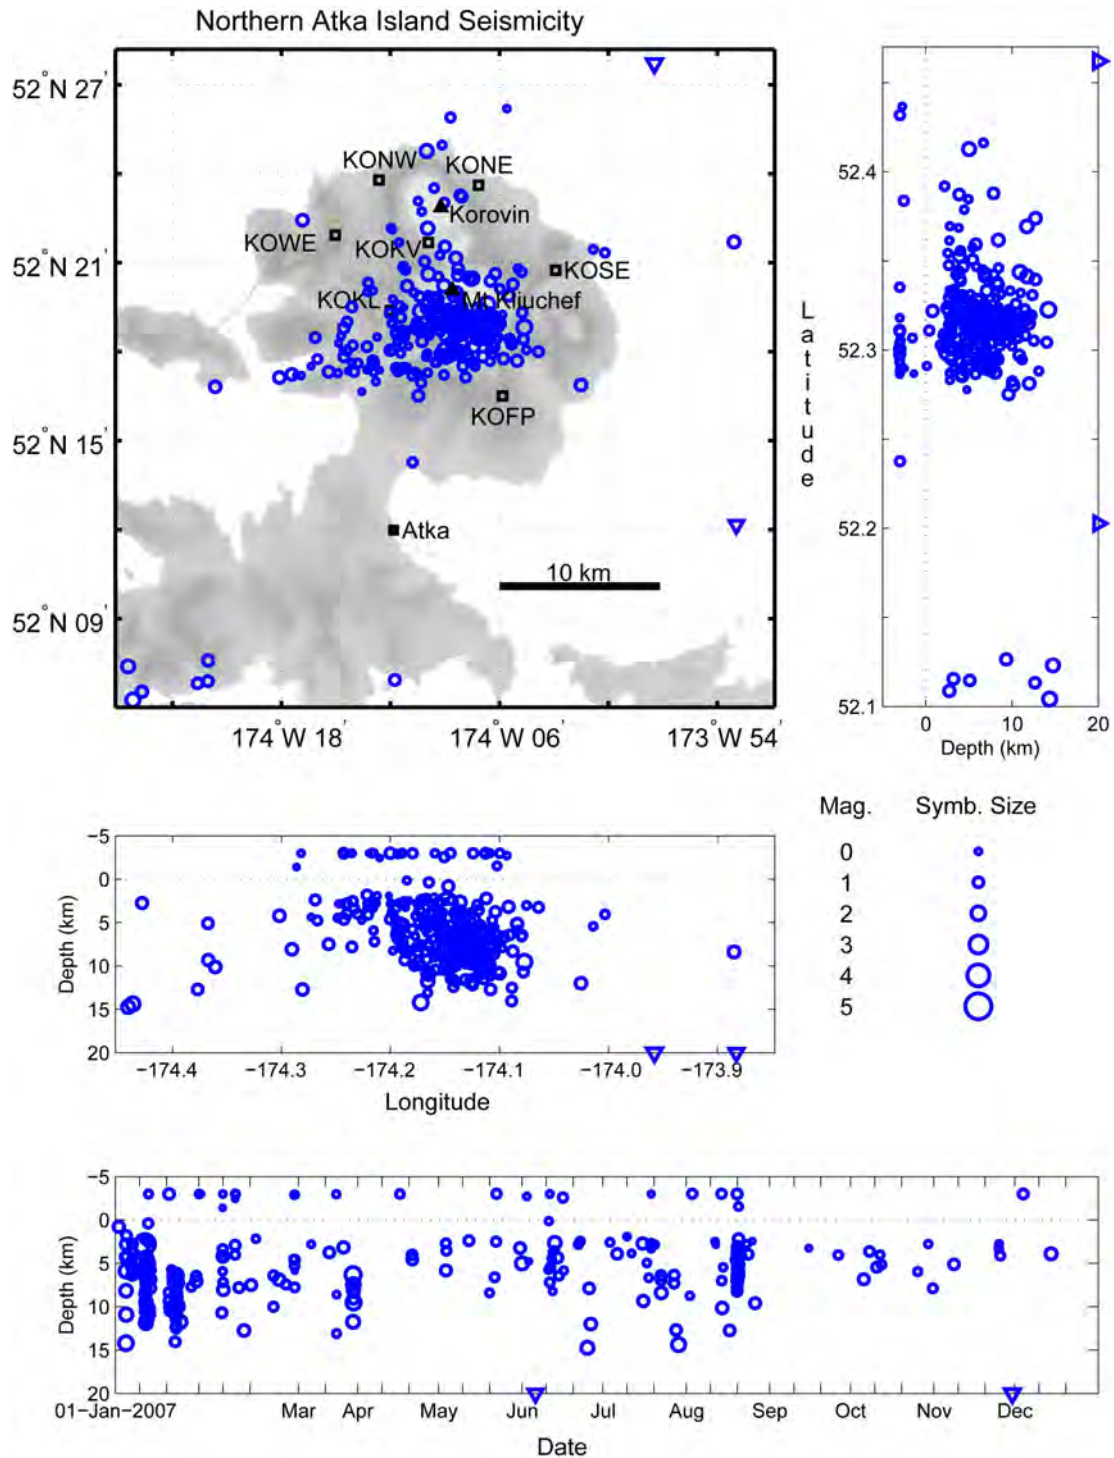 Northern Atka Island Seismicity
52°N 27'
52°N 21'
52°N 15'
52°N 09'
KONW
KONE
Korovin
KOWE
KOKV
KOSE
KOKL
Mt Kliuchef
KOFP
Atka
10 km
174°W 18'
174°W 06'
173°W 54'
Latitude
52.4
52.3
52.2
52.1
0
10
20
Depth (km)
−5
0
5
10
15
20
Depth (km)
−174.4
−174.3
−174.2
−174.1
−174.0
−173.9
Longitude
Mag. Symb. Size
0
1
2
3
4
5
−5
0
5
10
15
20
Depth (km)
01−Jan−2007 Mar Apr May Jun Jul Aug Sep Oct Nov Dec
Date